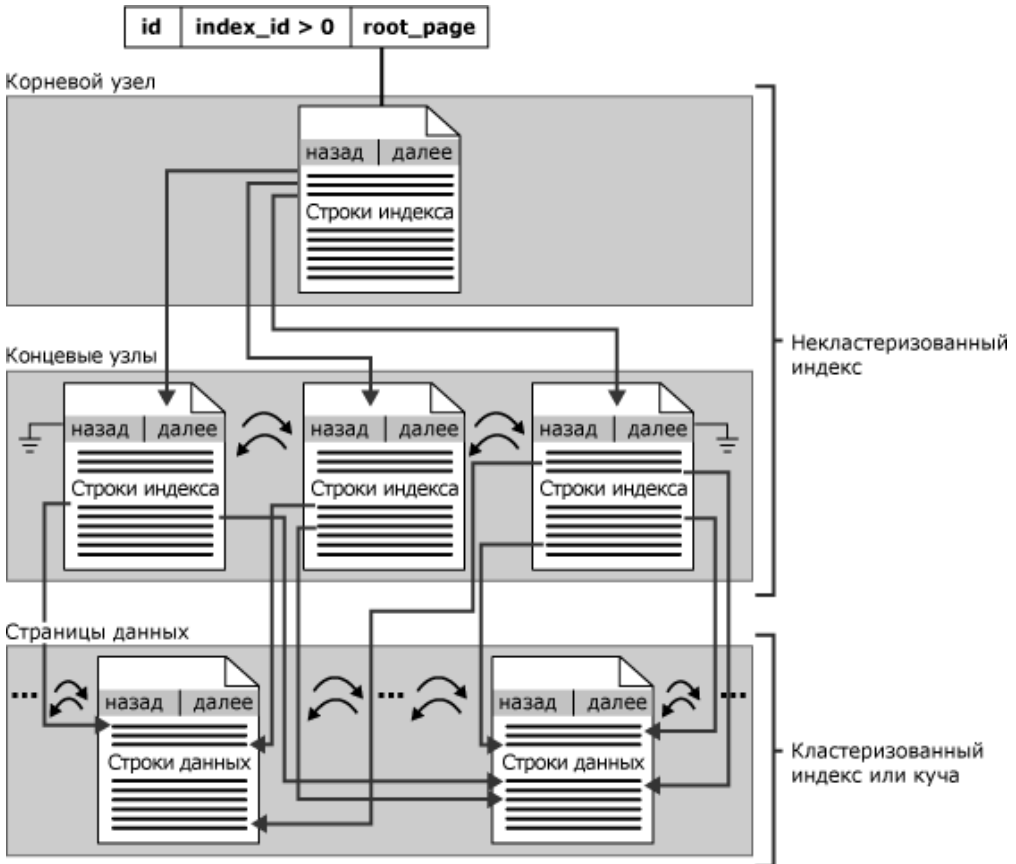 id index_id > 0 root_page
Корневой узел
назад далее
Строки индекса
Некластеризованный
индекс
Концевые узлы
назад далее назад далее назад далее
Строки индекса Строки индекса Строки индекса
Страницы данных
... ... ...
назад далее назад далее
Строки данных Строки данных
Кластеризованный
индекс или куча